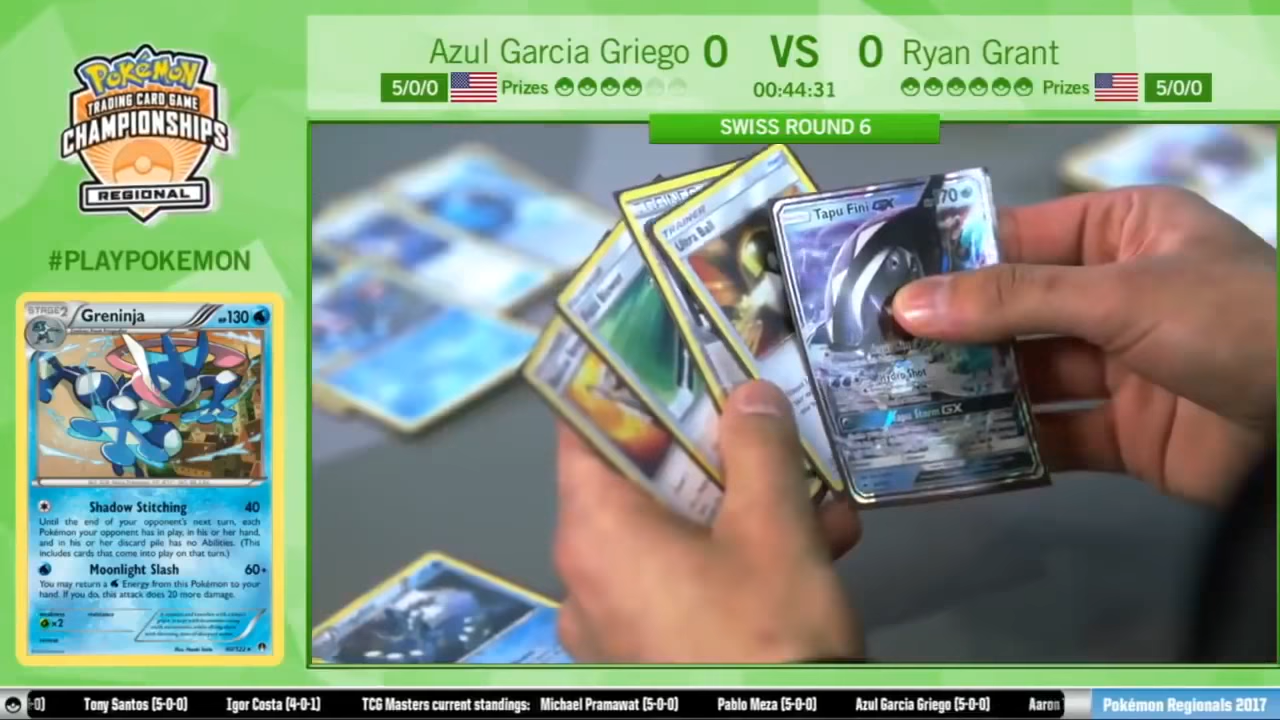 Azul Garcia Griego 0 VS 0 Ryan Grant
5/0/0 Prizes 00:44:31 Prizes 5/0/0
SWISS ROUND 6
Pokémon
TRADING CARD GAME
CHAMPIONSHIPS
REGIONAL
#PLAYPOKEMON
STAGE2 Greninja HP130
Shadow Stitching 40
Until the end of your opponent's next turn, each
Pokémon your opponent has in play, in his or her hand,
and in his or her discard pile has no Abilities. (This
includes cards that come into play on that turn.)
Moonlight Slash 60+
You may return a Energy from this Pokémon to your
hand. If you do, this attack does 20 more damage.
weakness resistance
x2
TRAINER
Ultra Ball
Tapu Fini GX 170
Hydro Shot
Tapu Storm GX
-0) Tony Santos (5-0-0) Igor Costa (4-0-1) TCG Masters current standings: Michael Pramawat (5-0-0) Pablo Meza (5-0-0) Azul Garcia Griego (5-0-0) Aaron
Pokémon Regionals 2017